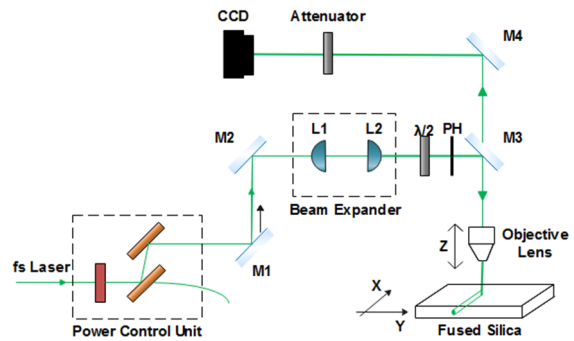 CCD
Attenuator
M4
M2
L1
L2
λ/2
PH
M3
Beam Expander
fs Laser
M1
Z
Objective
Lens
X
Y
Power Control Unit
Fused Silica